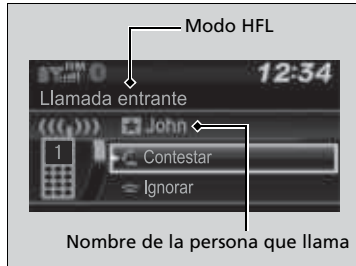 Modo HFL
12:34
Llamada entrante
John
1
Contestar
Ignorar
Nombre de la persona que llama